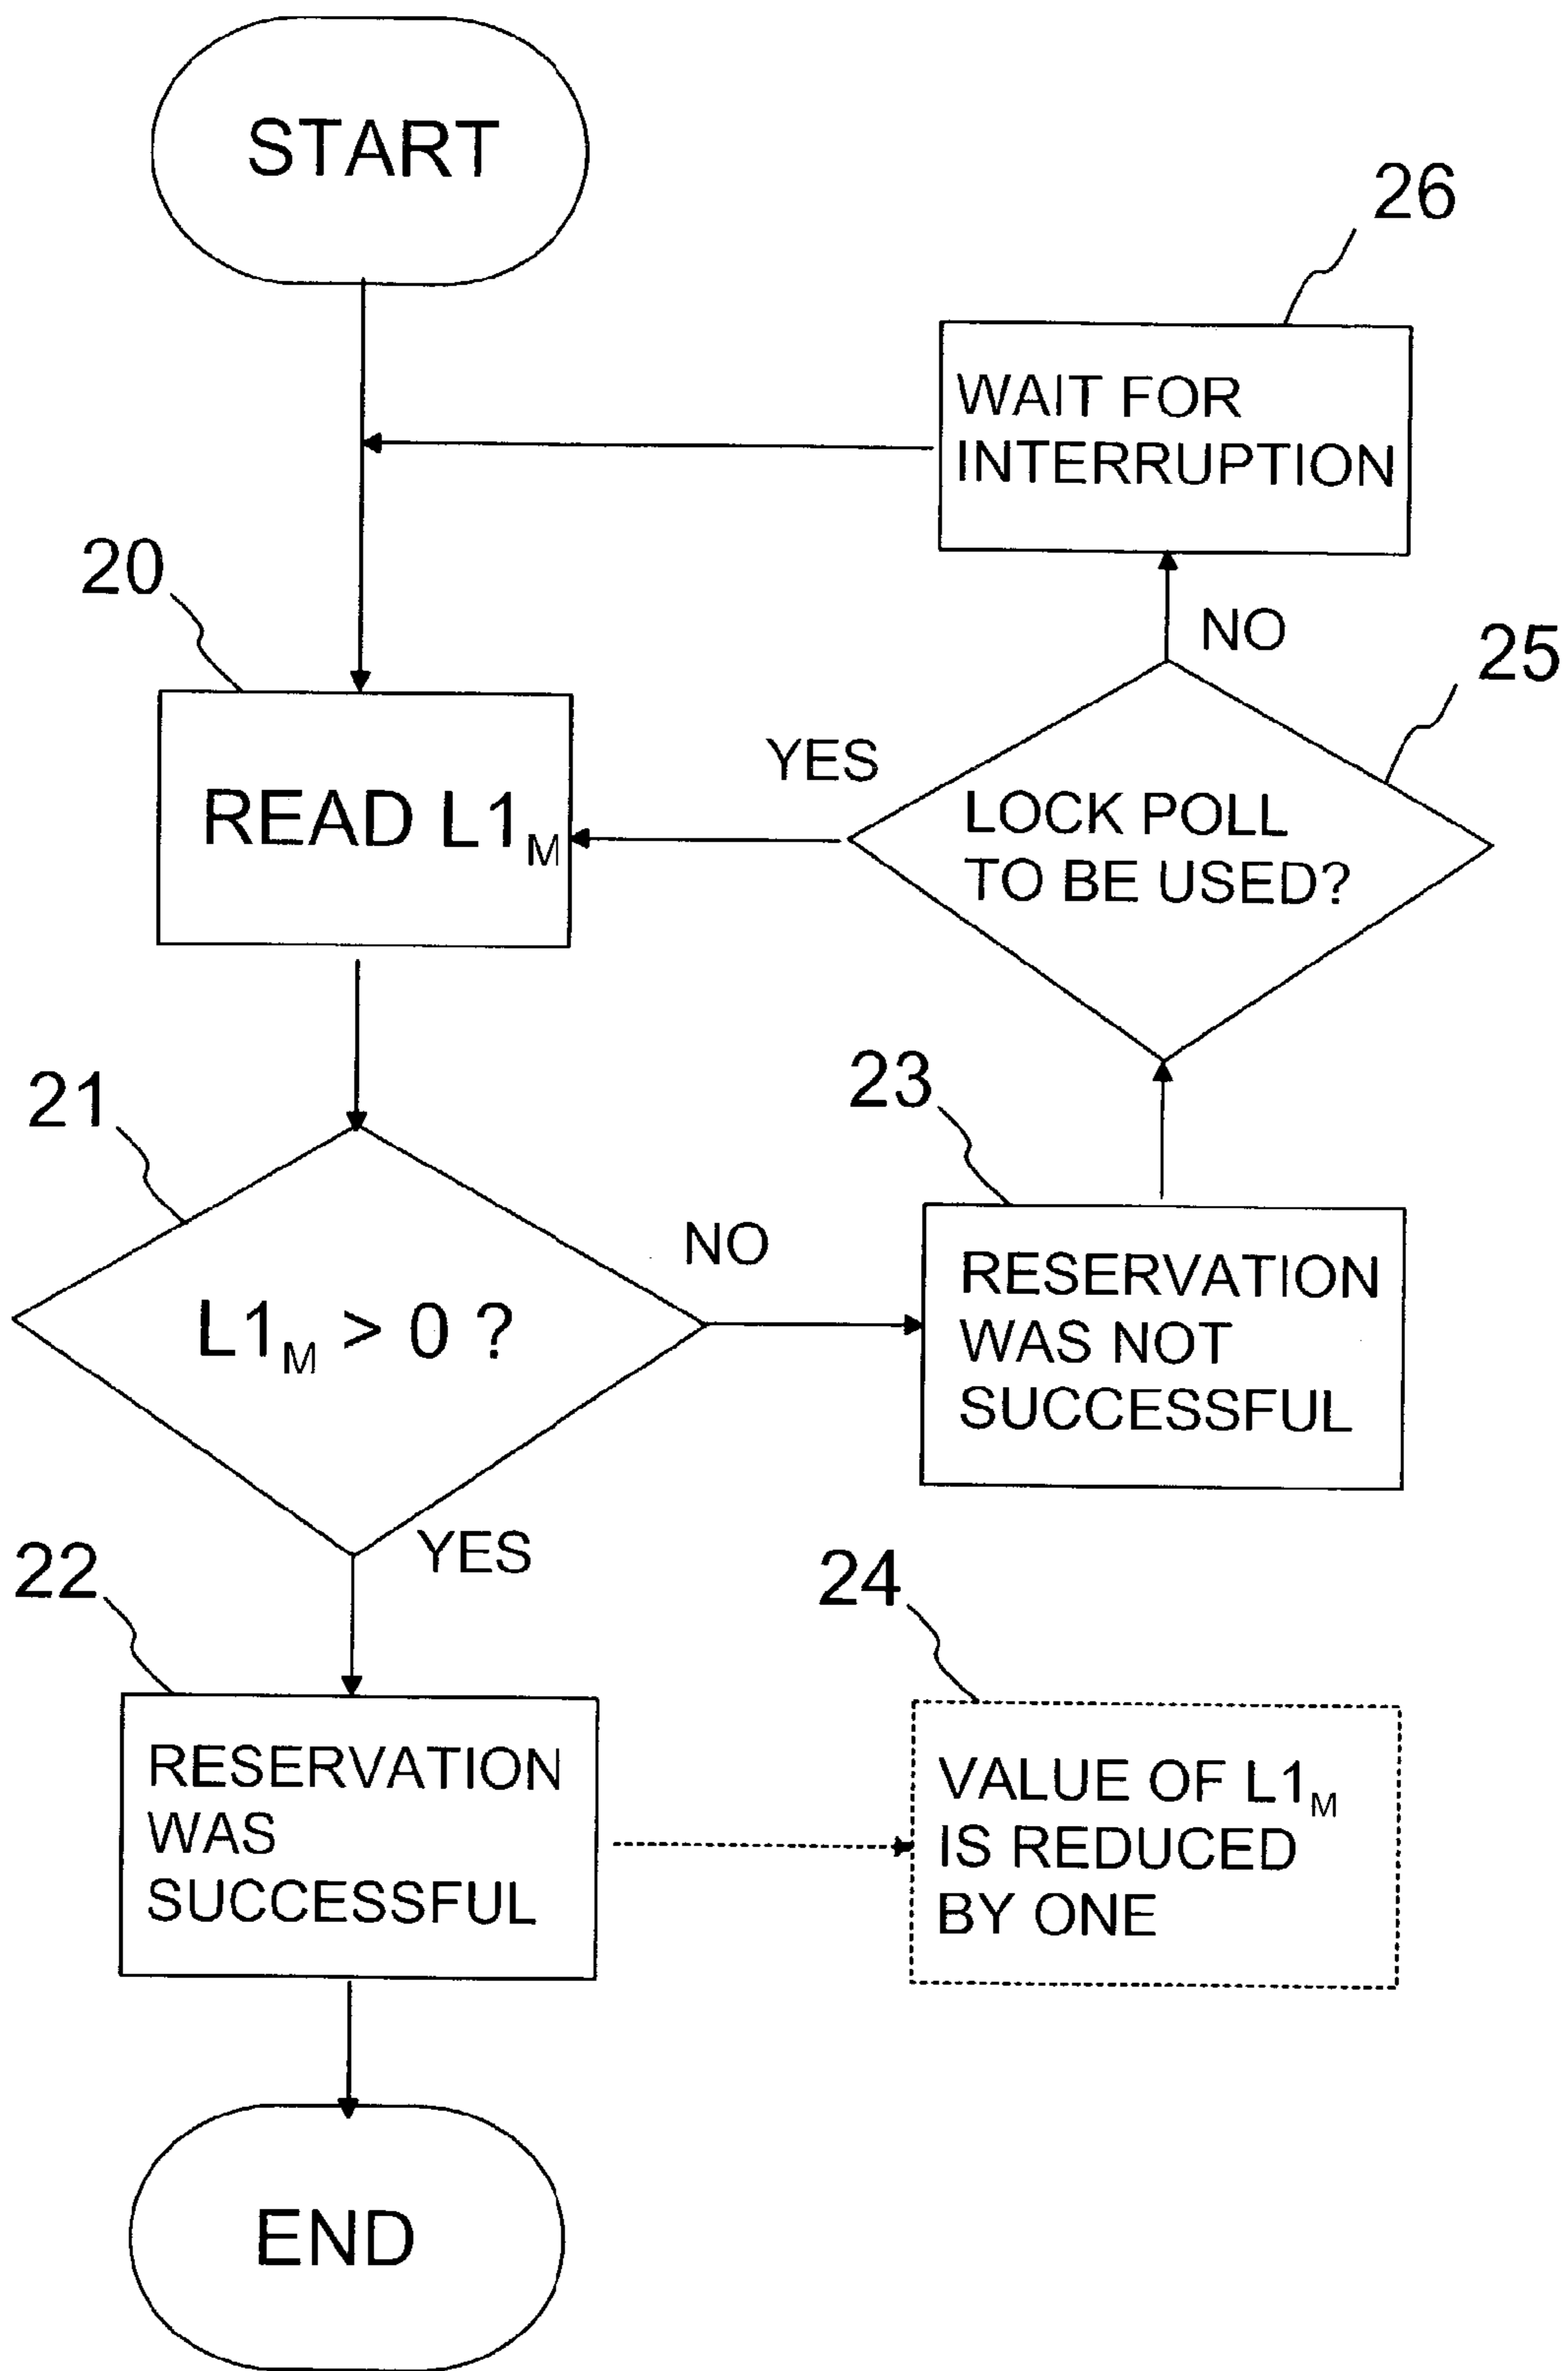 START
26
WAIT FOR
INTERRUPTION
20
NO
25
YES
READ L1M
LOCK POLL
TO BE USED?
21
23
NO
L1M > 0 ?
RESERVATION
WAS NOT
SUCCESSFUL
YES
22
24
RESERVATION
WAS
SUCCESSFUL
VALUE OF L1M
IS REDUCED
BY ONE
END